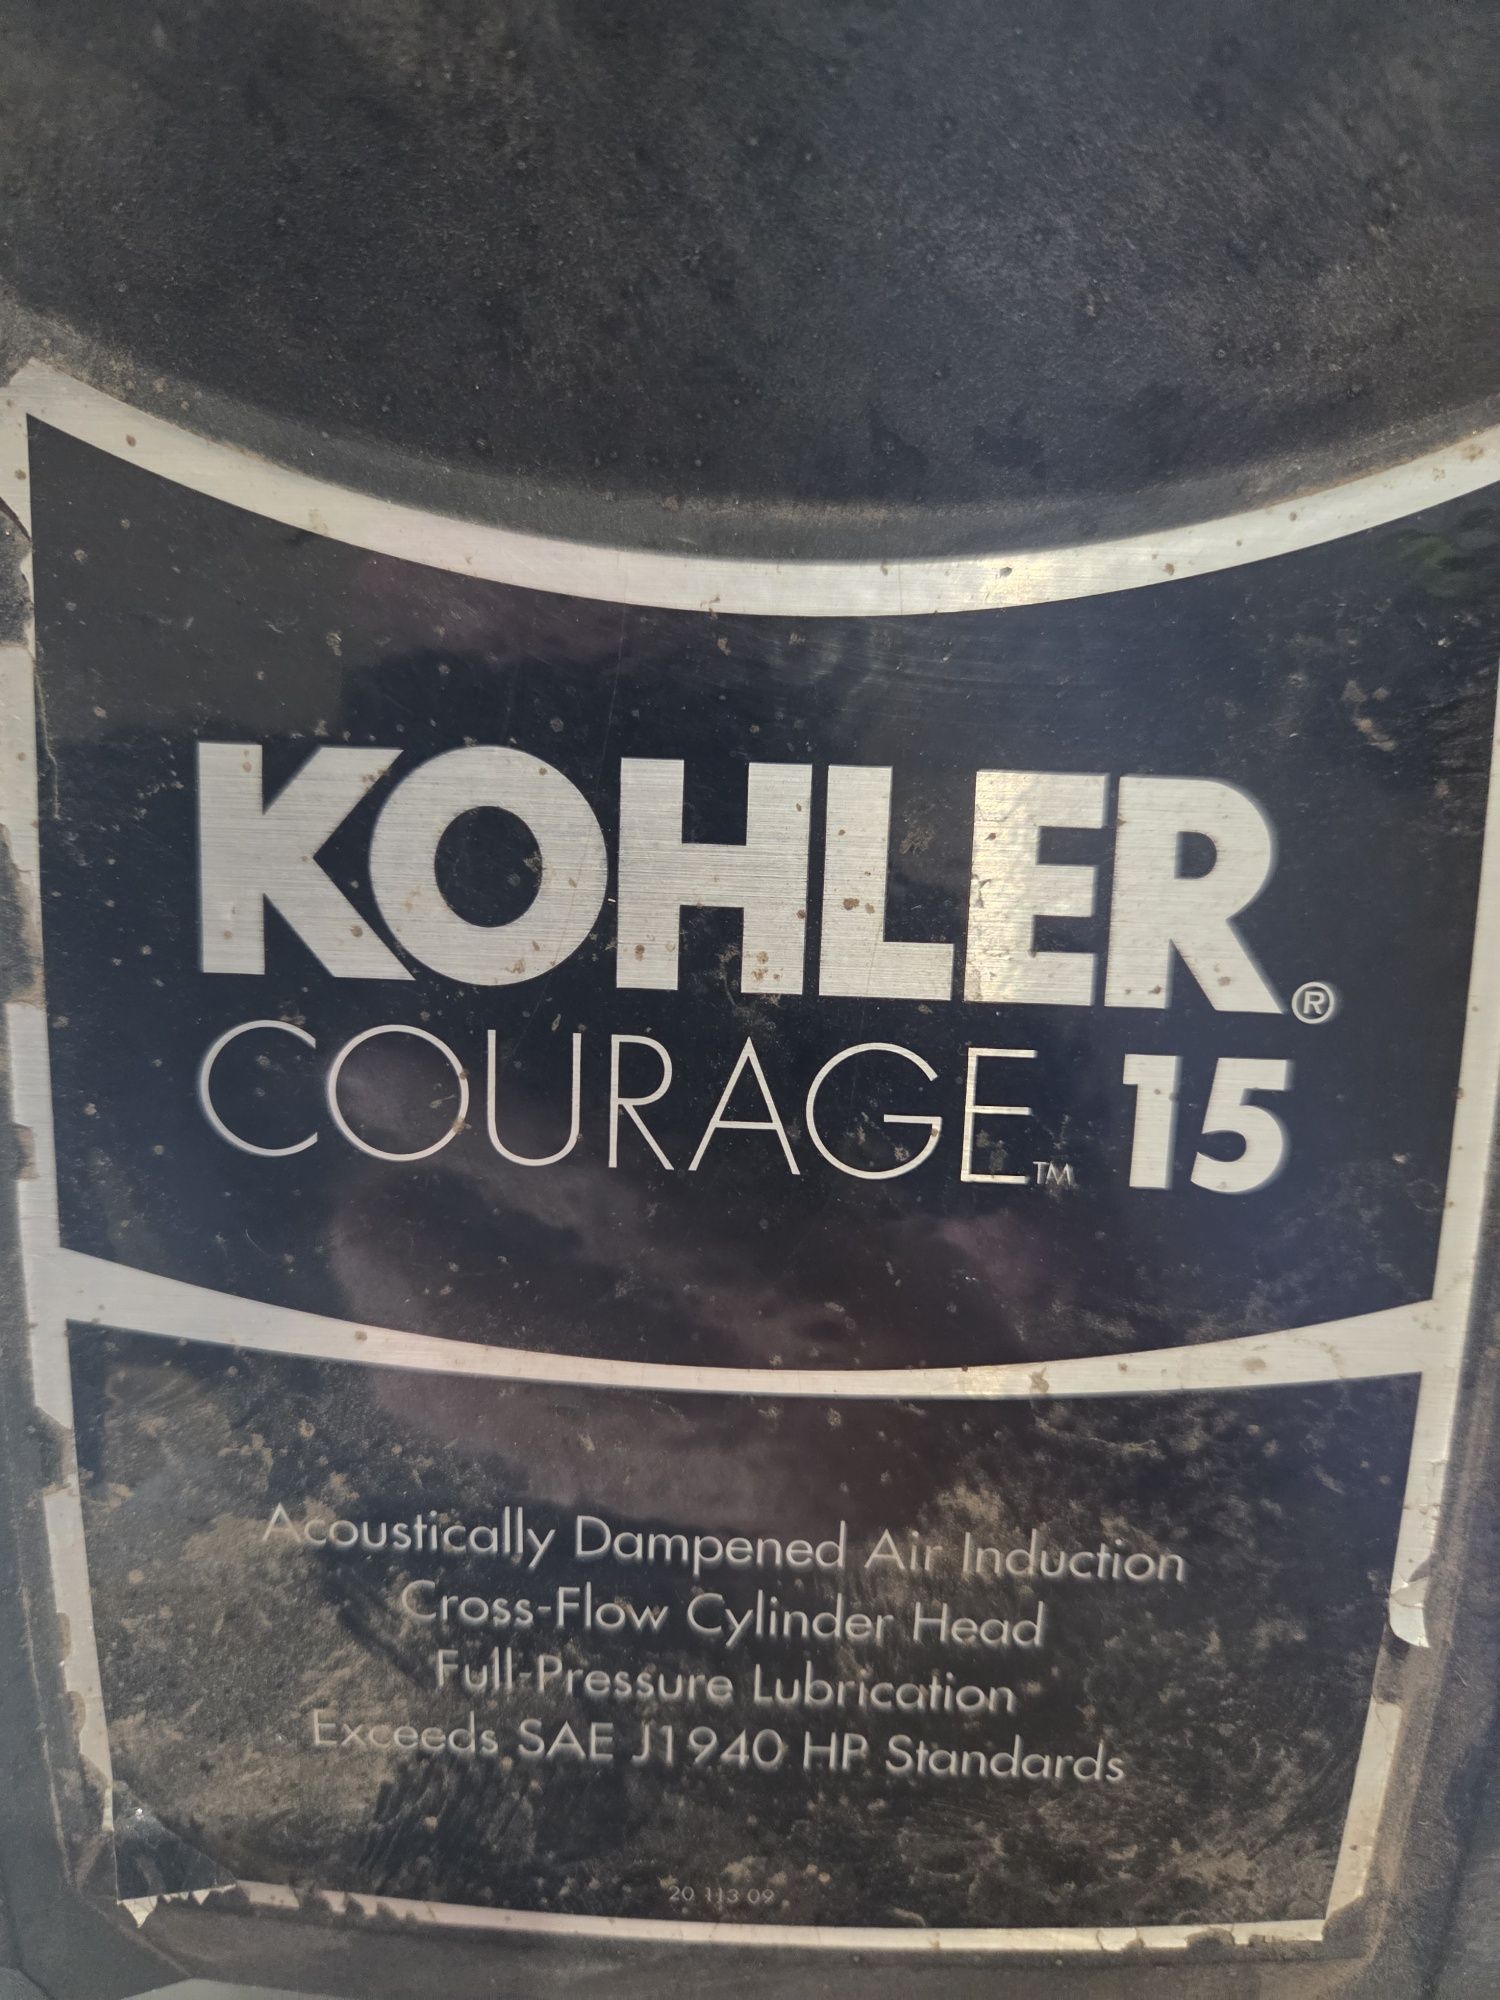 KOHLER®
COURAGE™ 15
Acoustically Dampened Air Induction
Cross-Flow Cylinder Head
Full-Pressure Lubrication
Exceeds SAE J1940 HP Standards
20 113 09